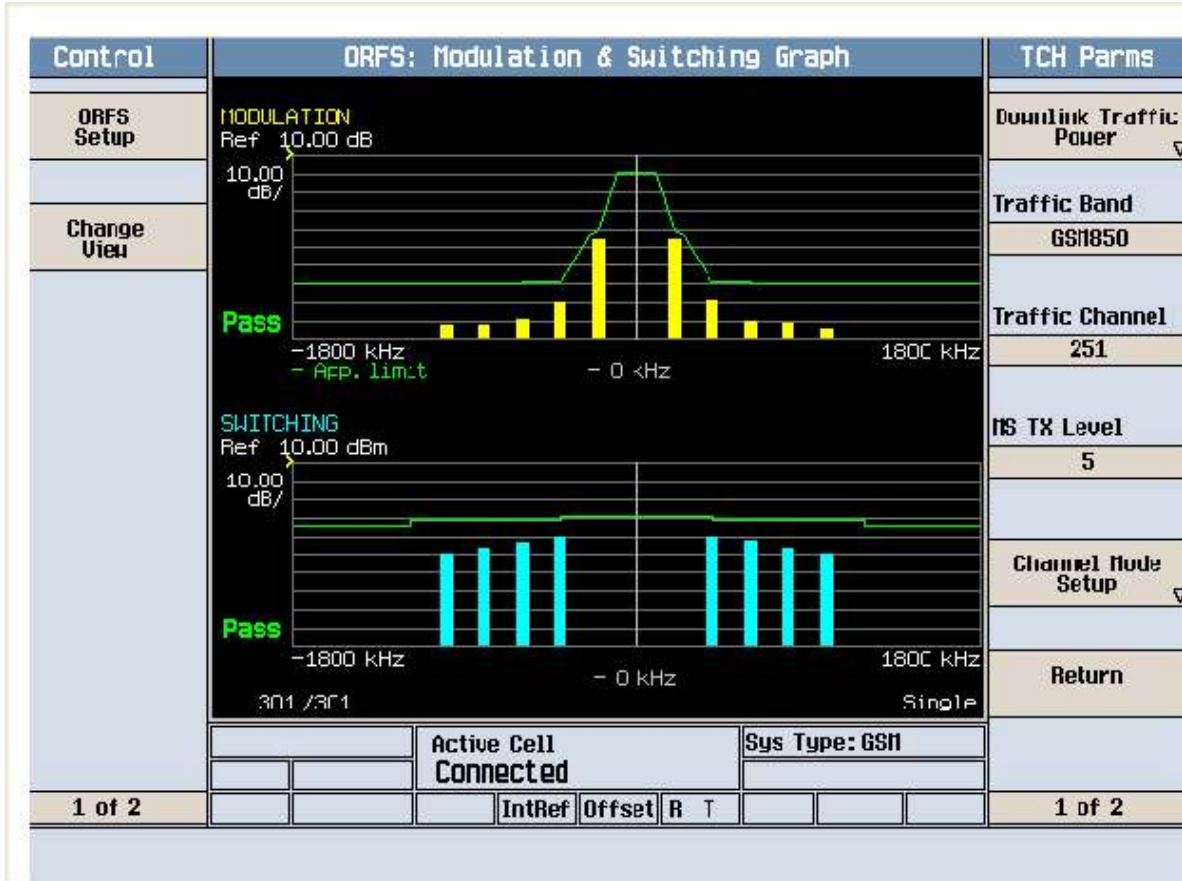 Control
ORFS: Modulation & Switching Graph
TCH Parms
ORFS
Setup
Change
View
1 of 2
MODULATION
Ref 10.00 dB
10.00
dB/
Pass
-1800 kHz
1800 kHz
- App. limit
- 0 kHz
SWITCHING
Ref 10.00 dBm
10.00
dB/
Pass
-1800 kHz
1800 kHz
- 0 kHz
301 /301
Single
Active Cell
Connected
Sys Type: GSM
IntRef
Offset
R T
Downlink Traffic
Power
Traffic Band
GSM850
Traffic Channel
251
MS TX Level
5
Channel Mode
Setup
Return
1 of 2